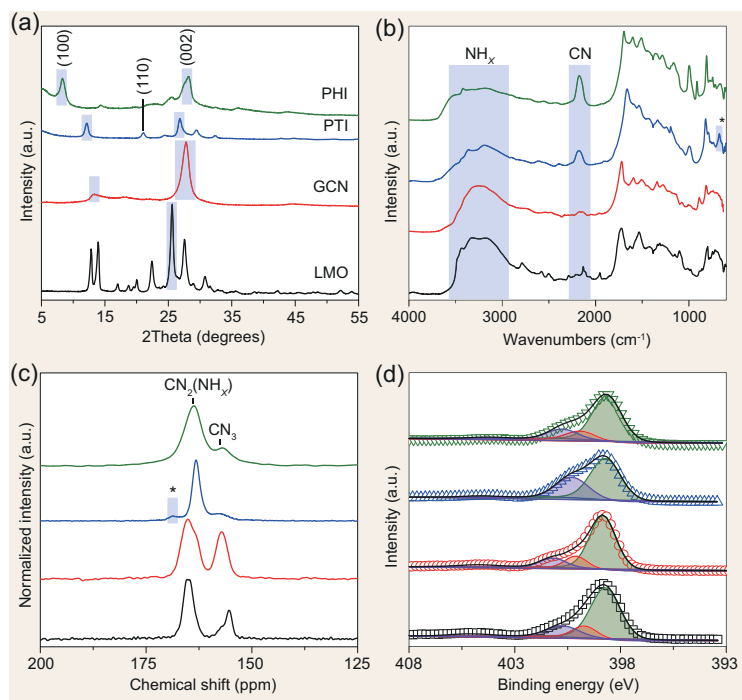 (a)
(100)
(110)
(002)
PHI
PTI
GCN
LMO
Intensity (a.u.)
5 15 25 35 45 55
2Theta (degrees)
(b)
NHx
CN
*
Intensity (a.u.)
4000 3000 2000 1000
Wavenumbers (cm⁻¹)
(c)
CN₂(NHx)
CN₃
*
Normalized intensity (a.u.)
200 175 150 125
Chemical shift (ppm)
(d)
Intensity (a.u.)
408 403 398 393
Binding energy (eV)